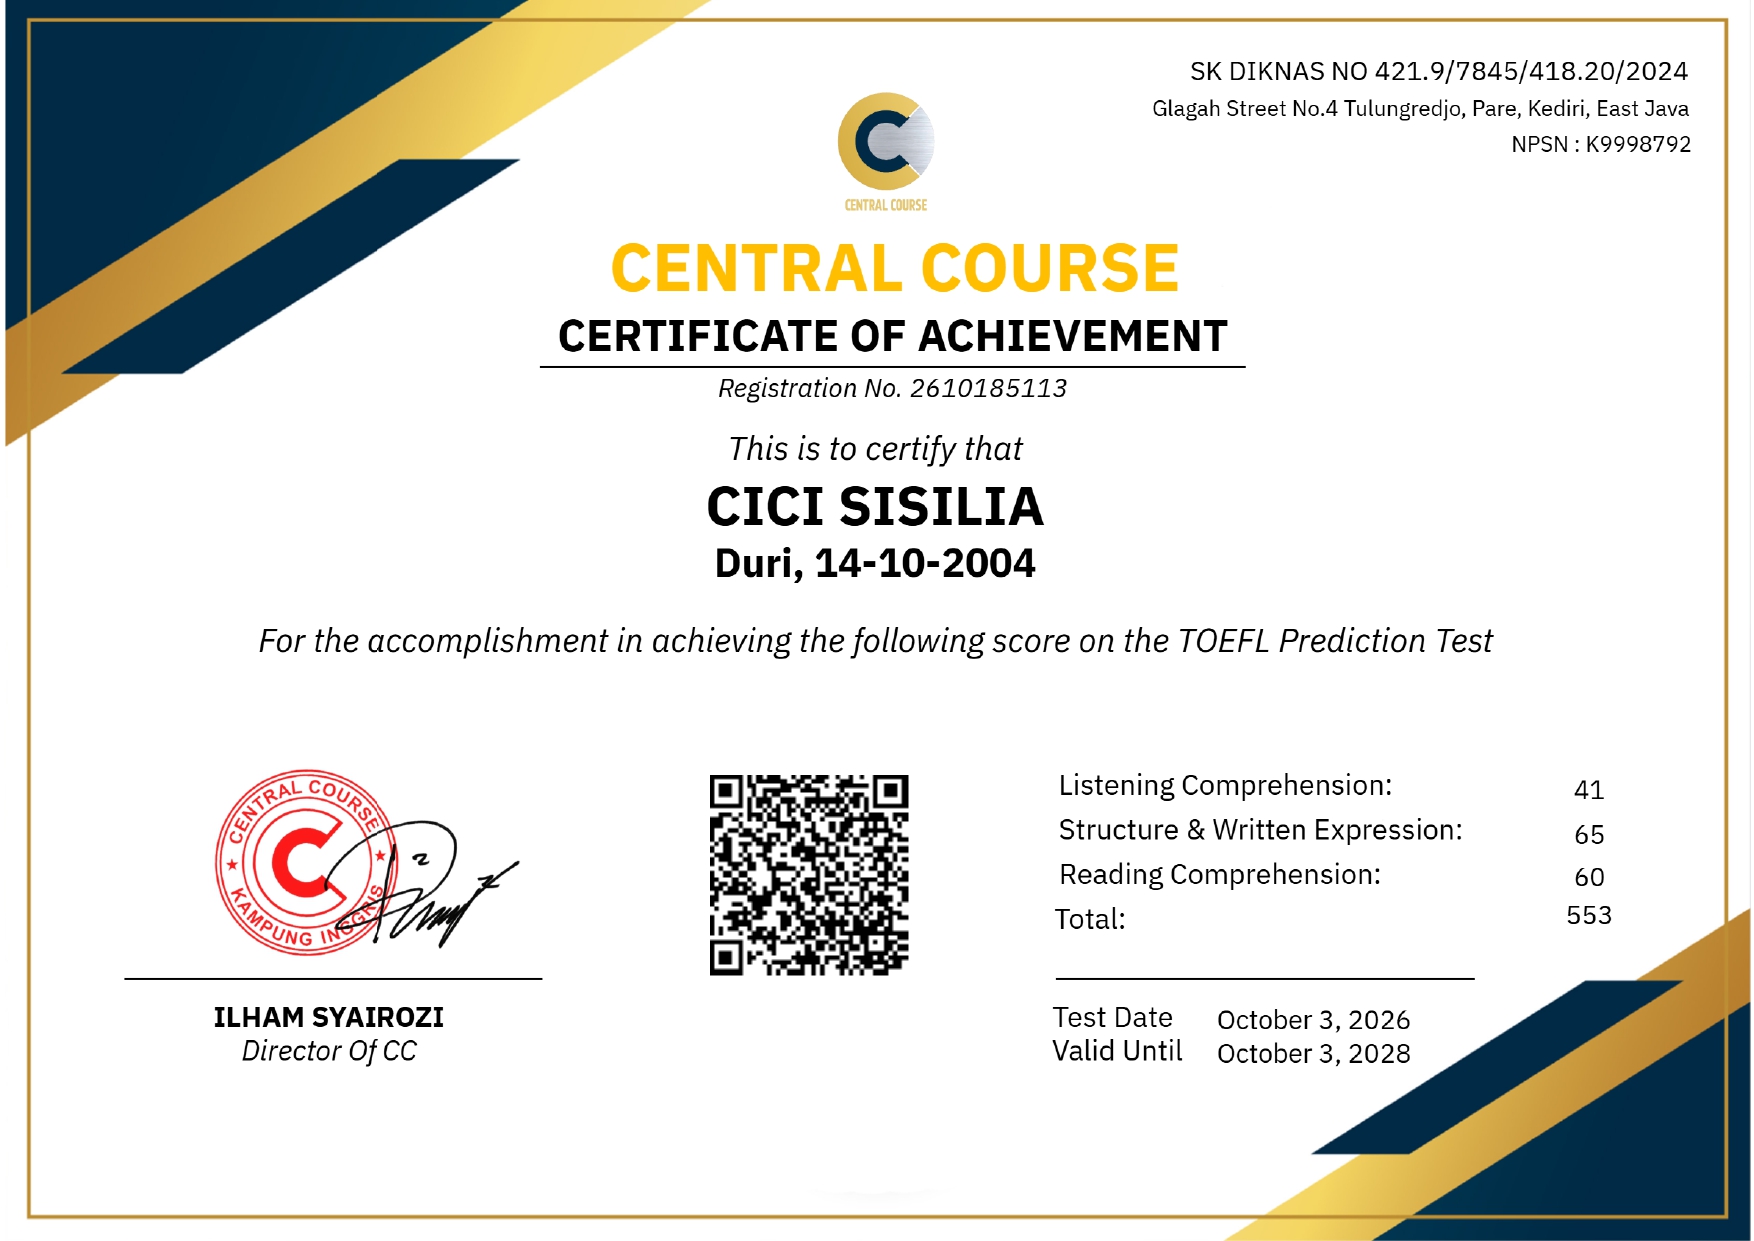 SK DIKNAS NO 421.9/7845/418.20/2024
Glagah Street No.4 Tulungredjo, Pare, Kediri, East Java
NPSN : K9998792
CENTRAL COURSE
CENTRAL COURSE
CERTIFICATE OF ACHIEVEMENT
Registration No. 2610185113
This is to certify that
CICI SISILIA
Duri, 14-10-2004
For the accomplishment in achieving the following score on the TOEFL Prediction Test
CENTRAL COURSE
KAMPUNG INGGRIS
Listening Comprehension: 41
Structure & Written Expression: 65
Reading Comprehension: 60
Total: 553
ILHAM SYAIROZI
Director Of CC
Test Date October 3, 2026
Valid Until October 3, 2028